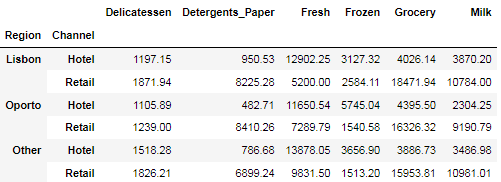 Delicatessen Detergents_Paper Fresh Frozen Grocery Milk
Region Channel
Lisbon Hotel 1197.15 950.53 12902.25 3127.32 4026.14 3870.20
Retail 1871.94 8225.28 5200.00 2584.11 18471.94 10784.00
Oporto Hotel 1105.89 482.71 11650.54 5745.04 4395.50 2304.25
Retail 1239.00 8410.26 7289.79 1540.58 16326.32 9190.79
Other Hotel 1518.28 786.68 13878.05 3656.90 3886.73 3486.98
Retail 1826.21 6899.24 9831.50 1513.20 15953.81 10981.01